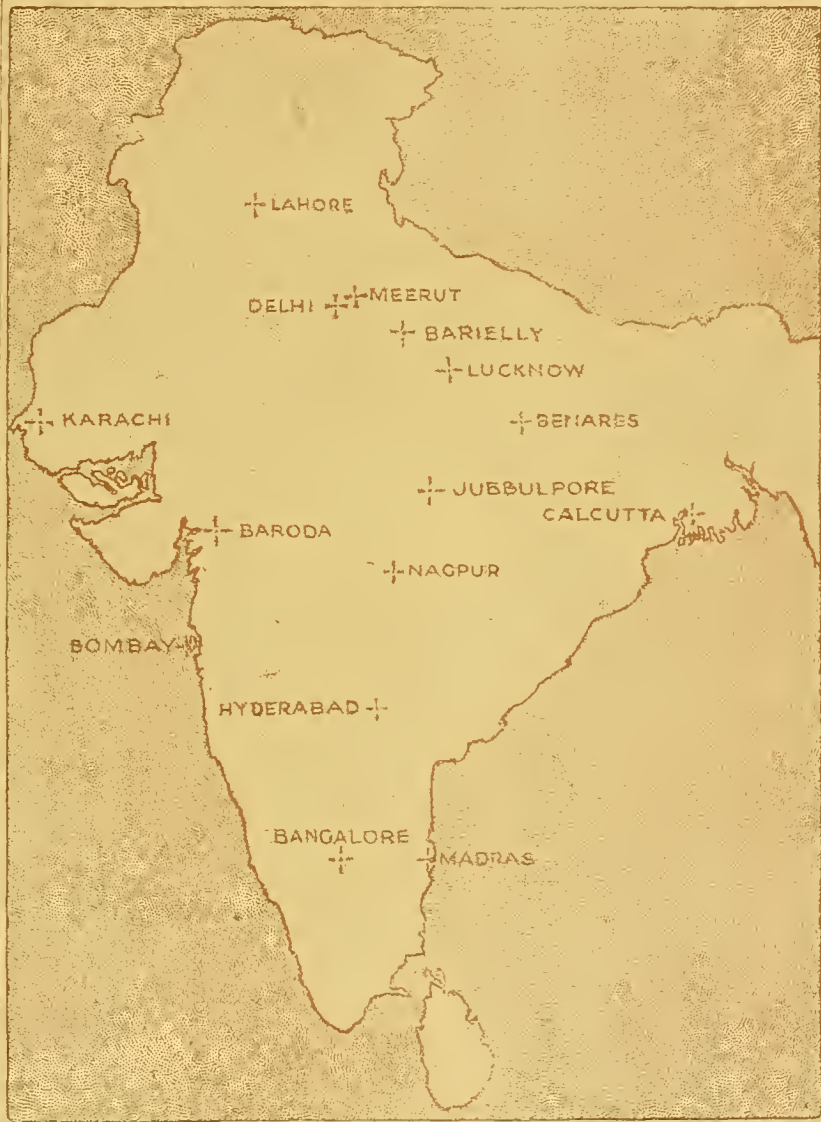 LAHORE
MEERUT
DELHI
BARIELLY
LUCKNOW
KARACHI
BENARES
JUBBULPORE
CALCUTTA
BARODA
NAGPUR
BOMBAY
HYDERABAD
BANGALORE
MADRAS